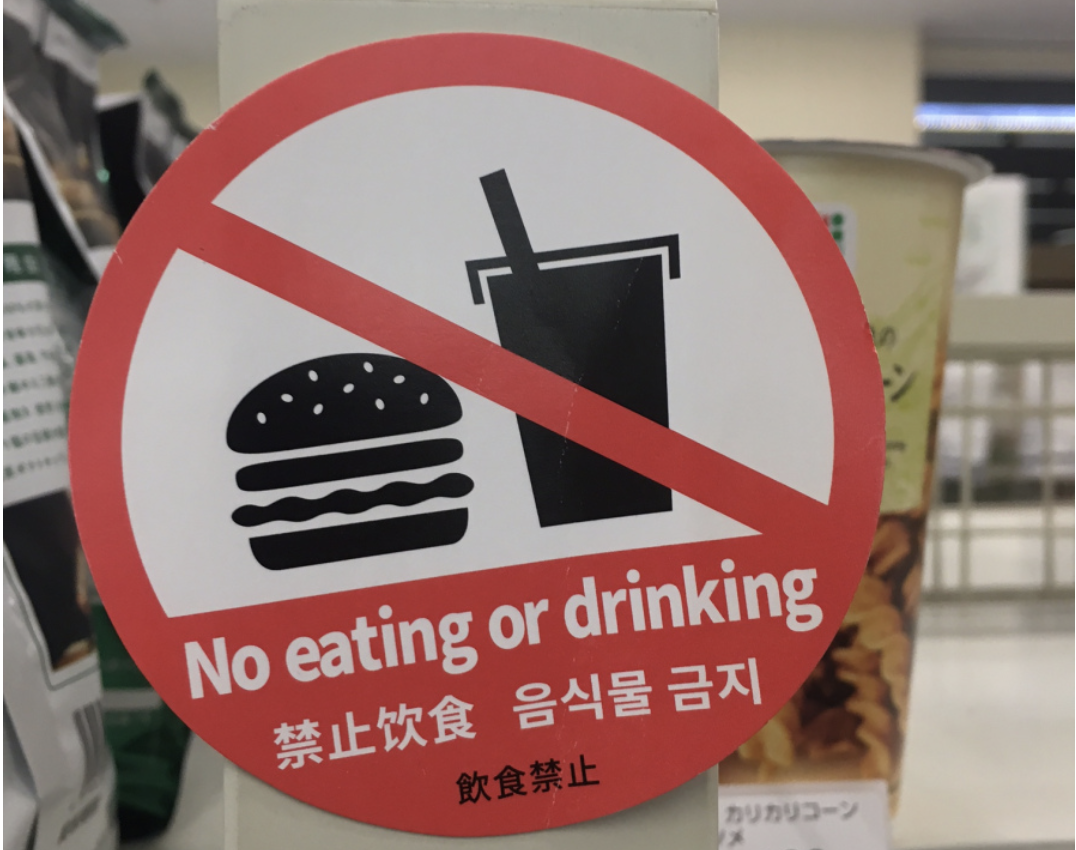 No eating or drinking
禁止饮食 음식물 금지
飲食禁止
カリカリコーン